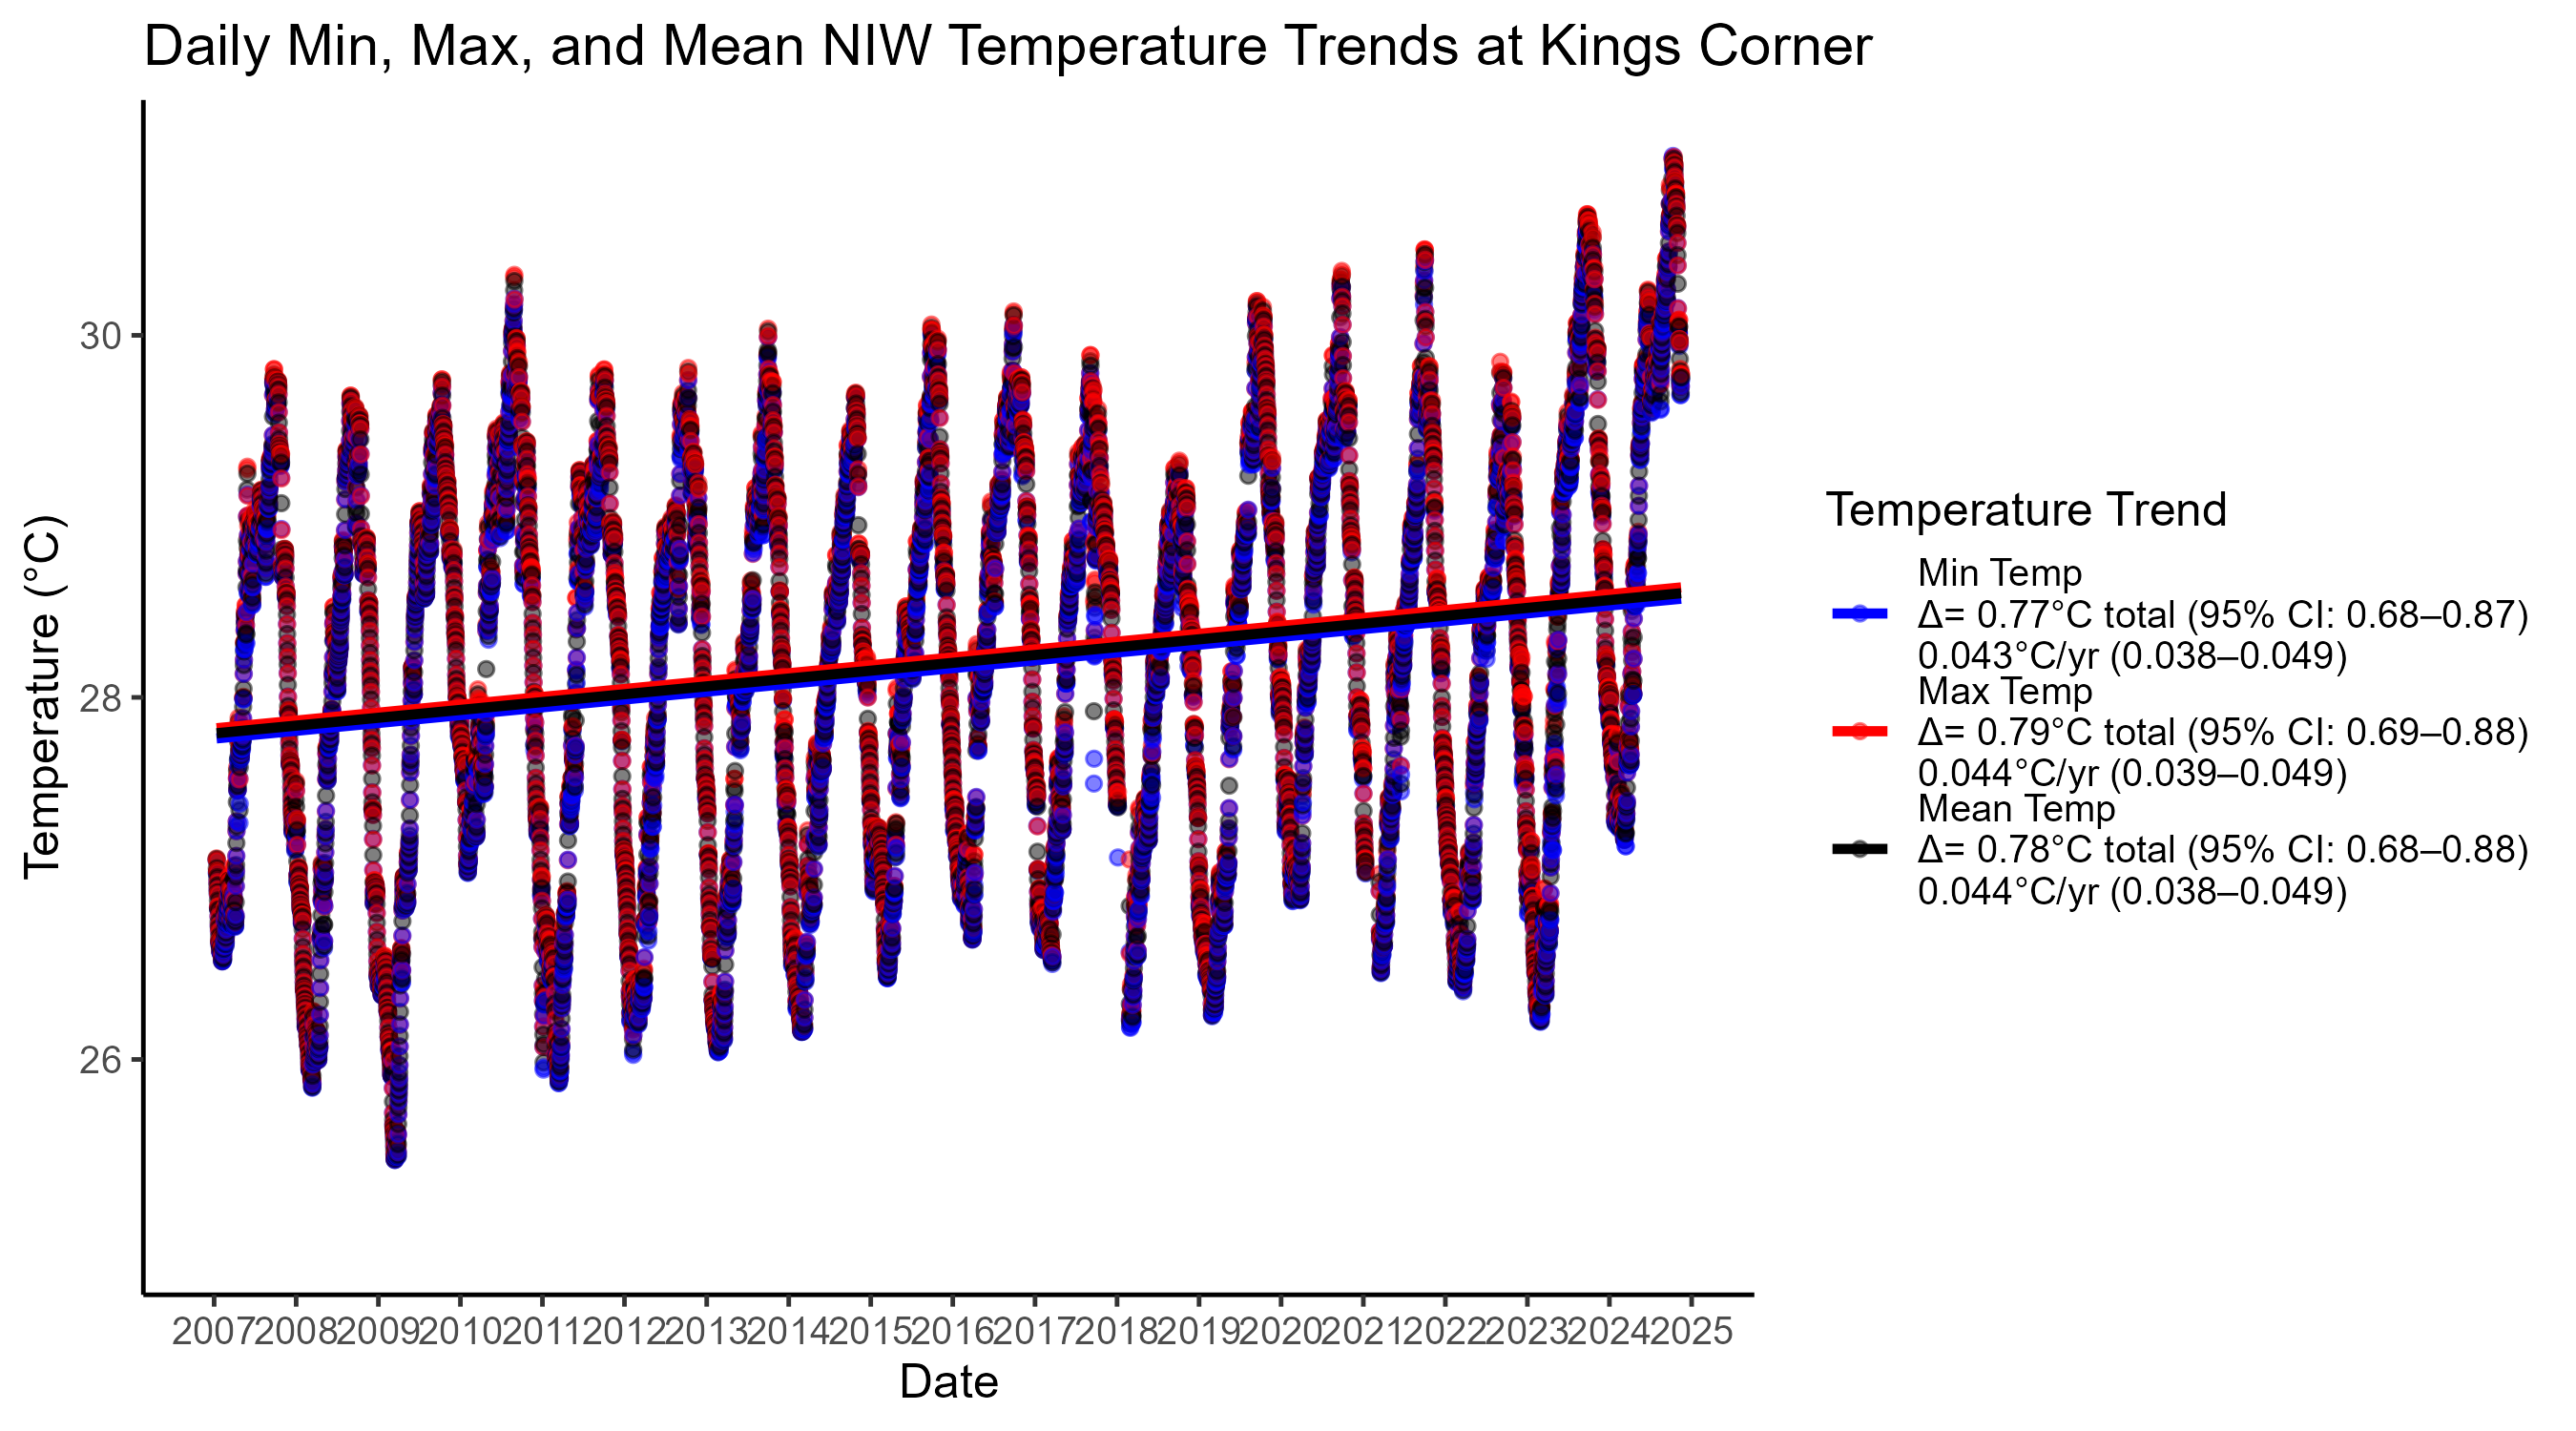 Daily Min, Max, and Mean NIW Temperature Trends at Kings Corner
Temperature (°C)
30
28
26
2007 2008 2009 2010 2011 2012 2013 2014 2015 2016 2017 2018 2019 2020 2021 2022 2023 2024 2025
Date
Temperature Trend
Min Temp
Δ= 0.77°C total (95% CI: 0.68–0.87)
0.043°C/yr (0.038–0.049)
Max Temp
Δ= 0.79°C total (95% CI: 0.69–0.88)
0.044°C/yr (0.039–0.049)
Mean Temp
Δ= 0.78°C total (95% CI: 0.68–0.88)
0.044°C/yr (0.038–0.049)